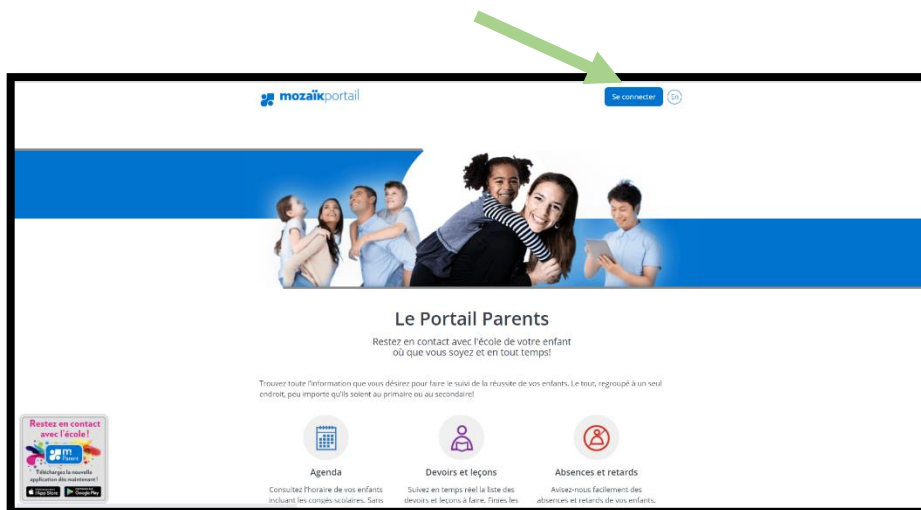 mozaïkportail
Se connecter
En
Le Portail Parents
Restez en contact avec l'école de votre enfant
où que vous soyez et en tout temps!
Trouvez toute l'information que vous désirez pour faire le suivi de la réussite de vos enfants. Le tout, regroupé à un seul
endroit, peu importe qu'ils soient au primaire ou au secondaire!
Restez en contact
avec l'école!
m
Parent
Téléchargez la nouvelle
application dès maintenant!
App Store
Google Play
Agenda
Consultez l'horaire de vos enfants
incluant les congés scolaires. Sans
Devoirs et leçons
Suivez en temps réel la liste des
devoirs et leçons à faire. Finies les
Absences et retards
Avisez-nous facilement des
absences et retards de vos enfants.